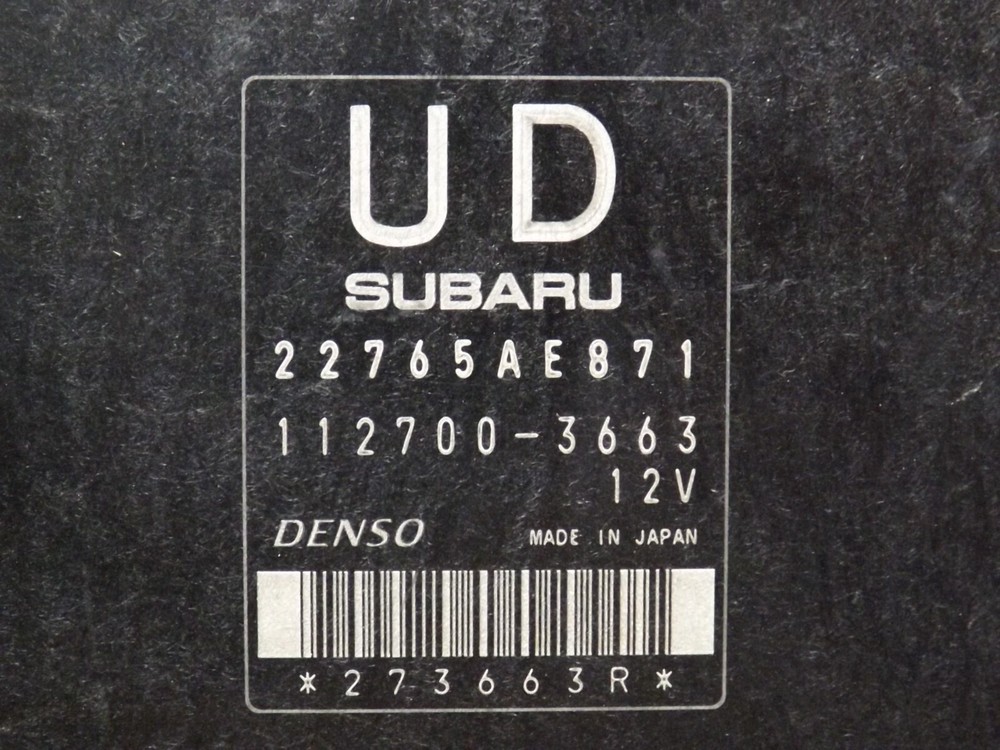 UD
SUBARU
22765AE871
112700-3663
12V
DENSO MADE IN JAPAN
*273663R*